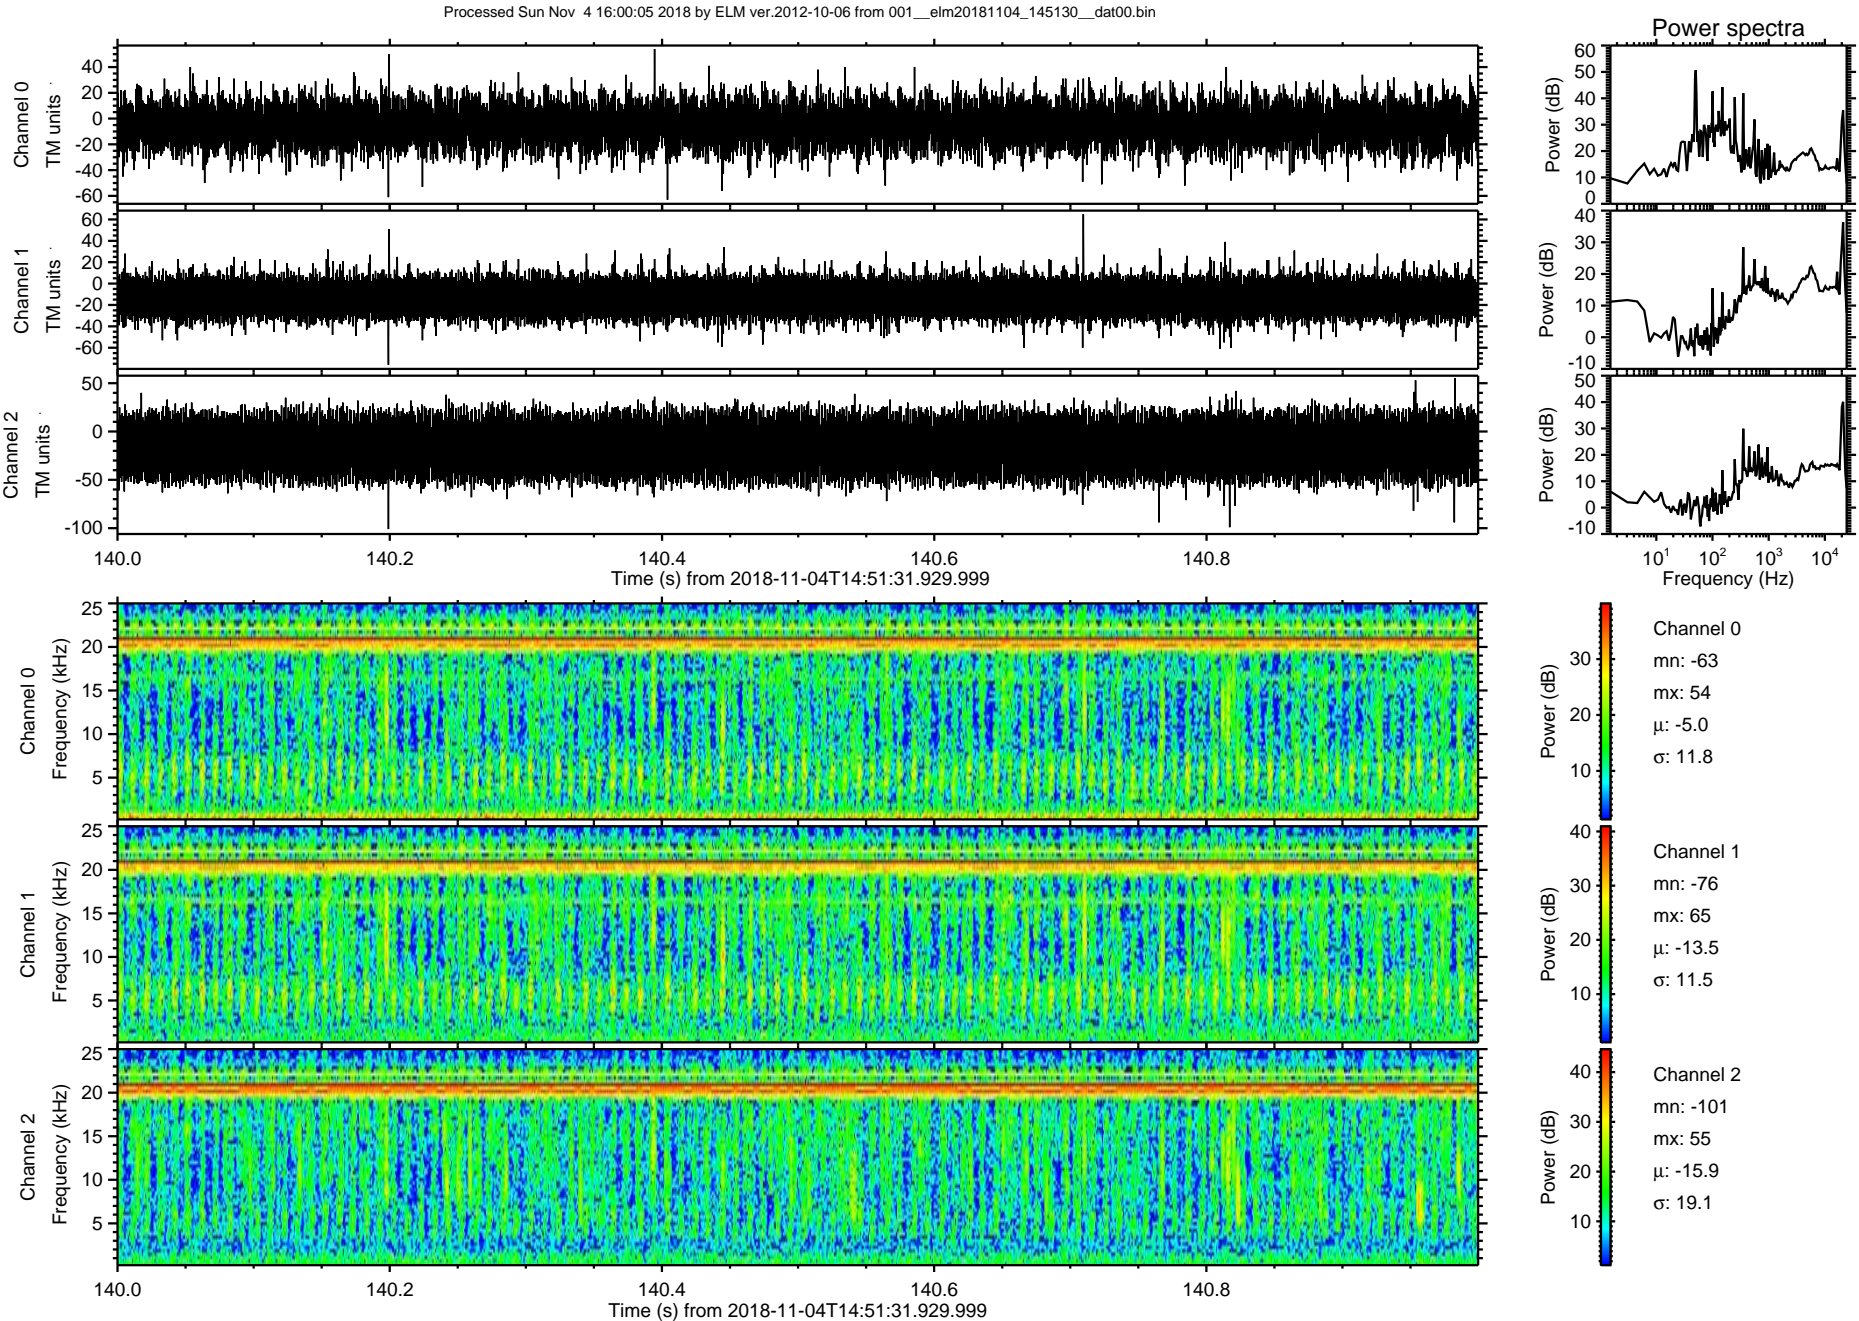 Processed Sun Nov  4 16:00:05 2018 by ELM ver.2012-10-06 from 001__elm20181104_145130__dat00.bin
Power spectra
Channel 0
TM units
40
20
0
-20
-40
-60
Power (dB)
60
50
40
30
20
10
0
Channel 1
TM units
60
40
20
0
-20
-40
-60
Power (dB)
40
30
20
10
0
-10
Channel 2
TM units
50
0
-50
-100
Power (dB)
50
40
30
20
10
0
-10
140.0 140.2 140.4 140.6 140.8
Time (s) from 2018-11-04T14:51:31.929.999
10^1 10^2 10^3 10^4
Frequency (Hz)
Channel 0
Frequency (kHz)
25
20
15
10
5
Power (dB)
30
20
10
Channel 0
mn: -63
mx: 54
μ: -5.0
σ: 11.8
Channel 1
Frequency (kHz)
25
20
15
10
5
Power (dB)
40
30
20
10
Channel 1
mn: -76
mx: 65
μ: -13.5
σ: 11.5
Channel 2
Frequency (kHz)
25
20
15
10
5
Power (dB)
40
30
20
10
Channel 2
mn: -101
mx: 55
μ: -15.9
σ: 19.1
140.0 140.2 140.4 140.6 140.8
Time (s) from 2018-11-04T14:51:31.929.999